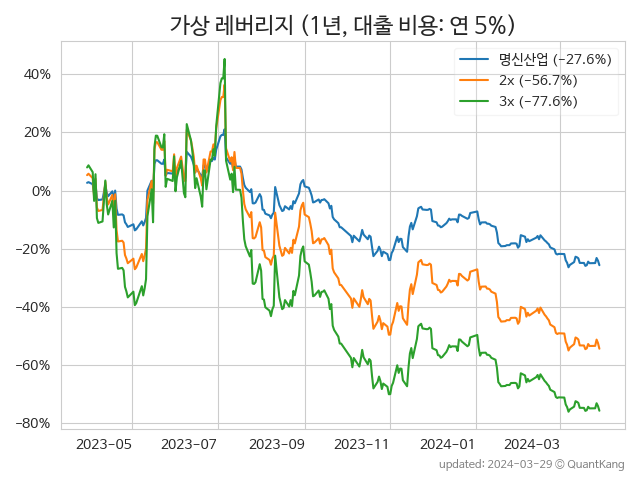 가상 레버리지 (1년, 대출 비용: 연 5%)
명신산업 (-27.6%)
2x (-56.7%)
3x (-77.6%)
40%
20%
0%
−20%
−40%
−60%
−80%
2023-05 2023-07 2023-09 2023-11 2024-01 2024-03
updated: 2024-03-29 © QuantKang